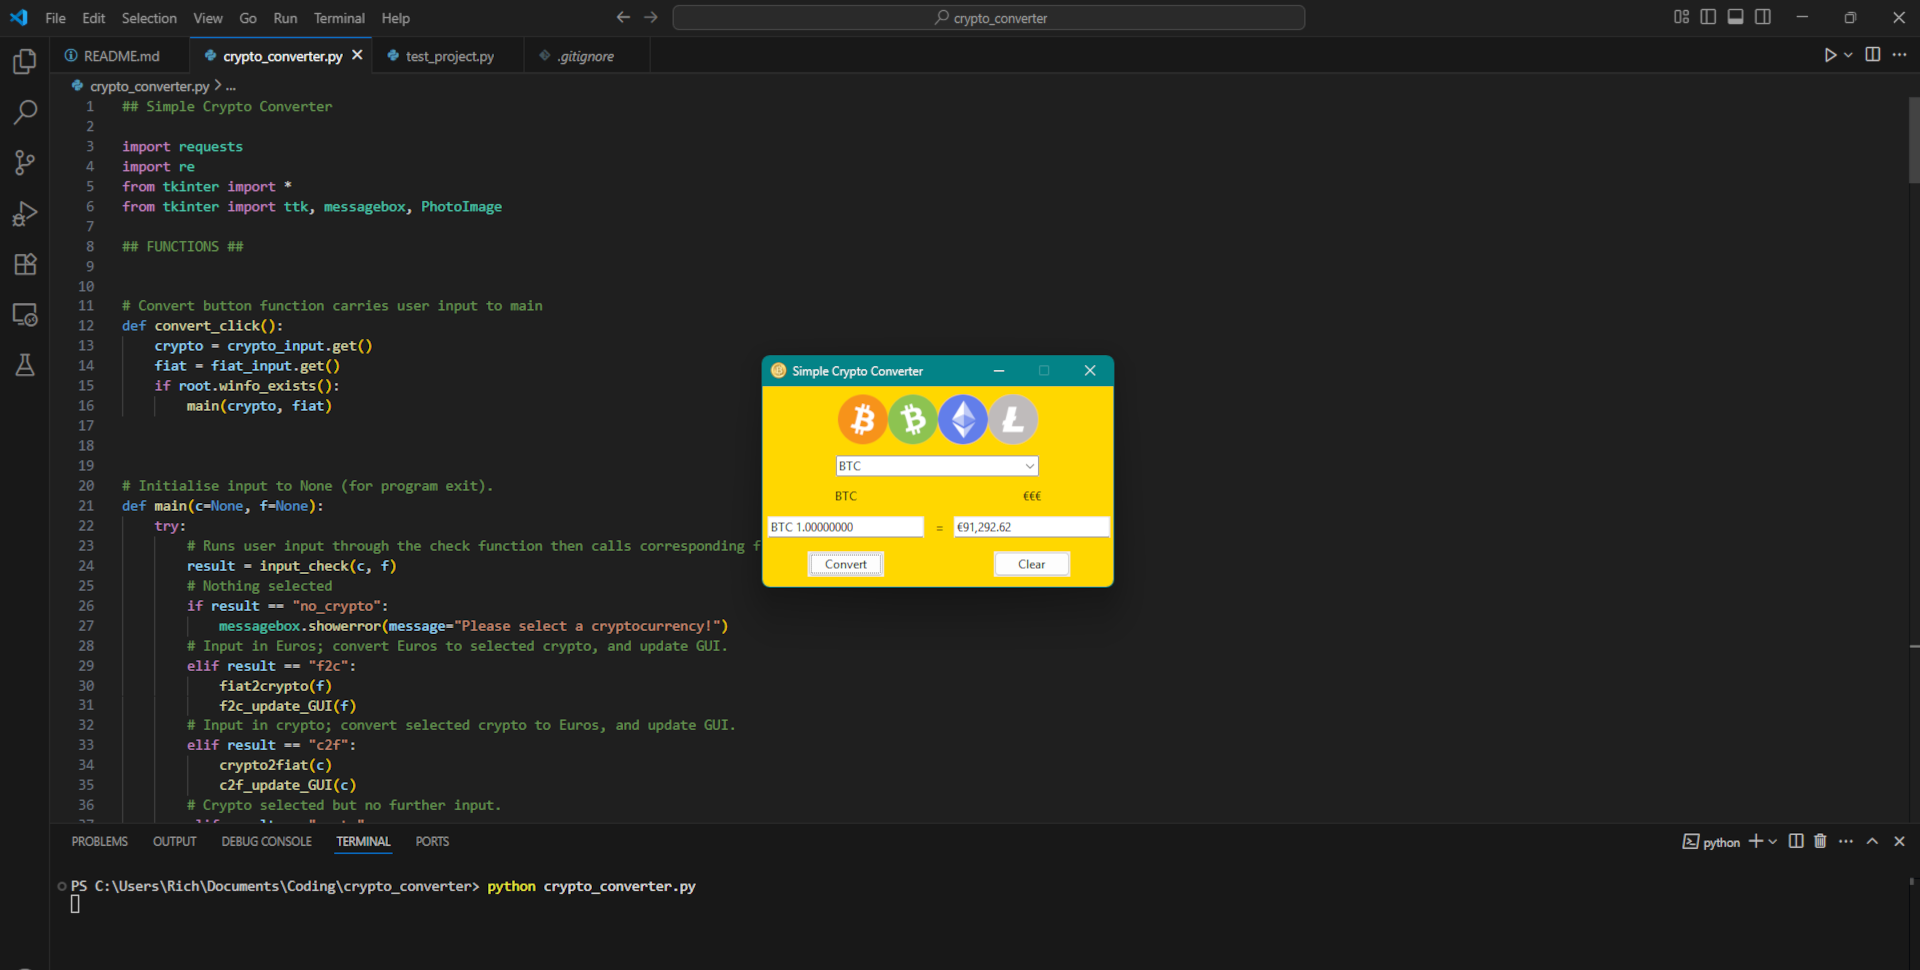 File Edit Selection View Go Run Terminal Help
crypto_converter
README.md
crypto_converter.py
test_project.py
.gitignore
crypto_converter.py > ...
1 ## Simple Crypto Converter
2
3 import requests
4 import re
5 from tkinter import *
6 from tkinter import ttk, messagebox, PhotoImage
7
8 ## FUNCTIONS ##
9
10
11 # Convert button function carries user input to main
12 def convert_click():
13 crypto = crypto_input.get()
14 fiat = fiat_input.get()
15 if root.winfo_exists():
16 main(crypto, fiat)
17
18
19
20 # Initialise input to None (for program exit).
21 def main(c=None, f=None):
22 try:
23 # Runs user input through the check function then calls corresponding
24 result = input_check(c, f)
25 # Nothing selected
26 if result == "no_crypto":
27 messagebox.showerror(message="Please select a cryptocurrency!")
28 # Input in Euros; convert Euros to selected crypto, and update GUI.
29 elif result == "f2c":
30 fiat2crypto(f)
31 f2c_update_GUI(f)
32 # Input in crypto; convert selected crypto to Euros, and update GUI.
33 elif result == "c2f":
34 crypto2fiat(c)
35 c2f_update_GUI(c)
36 # Crypto selected but no further input.
Simple Crypto Converter
BTC
BTC €€€
BTC 1.00000000 = €91,292.62
Convert Clear
PROBLEMS OUTPUT DEBUG CONSOLE TERMINAL PORTS
python
PS C:\Users\Rich\Documents\Coding\crypto_converter> python crypto_converter.py